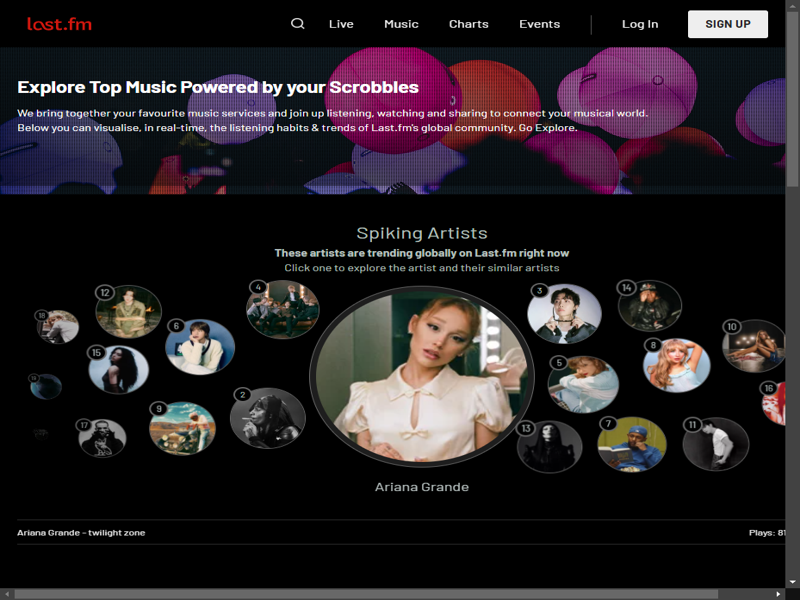 last.fm
Live
Music
Charts
Events
Log In
SIGN UP
Explore Top Music Powered by your Scrobbles
We bring together your favourite music services and join up listening, watching and sharing to connect your musical world.
Below you can visualise, in real-time, the listening habits & trends of Last.fm's global community. Go Explore.
Spiking Artists
These artists are trending globally on Last.fm right now
Click one to explore the artist and their similar artists
12
4
3
14
18
6
10
15
8
5
16
2
9
17
13
7
11
Ariana Grande
Ariana Grande - twilight zone
Plays: 81